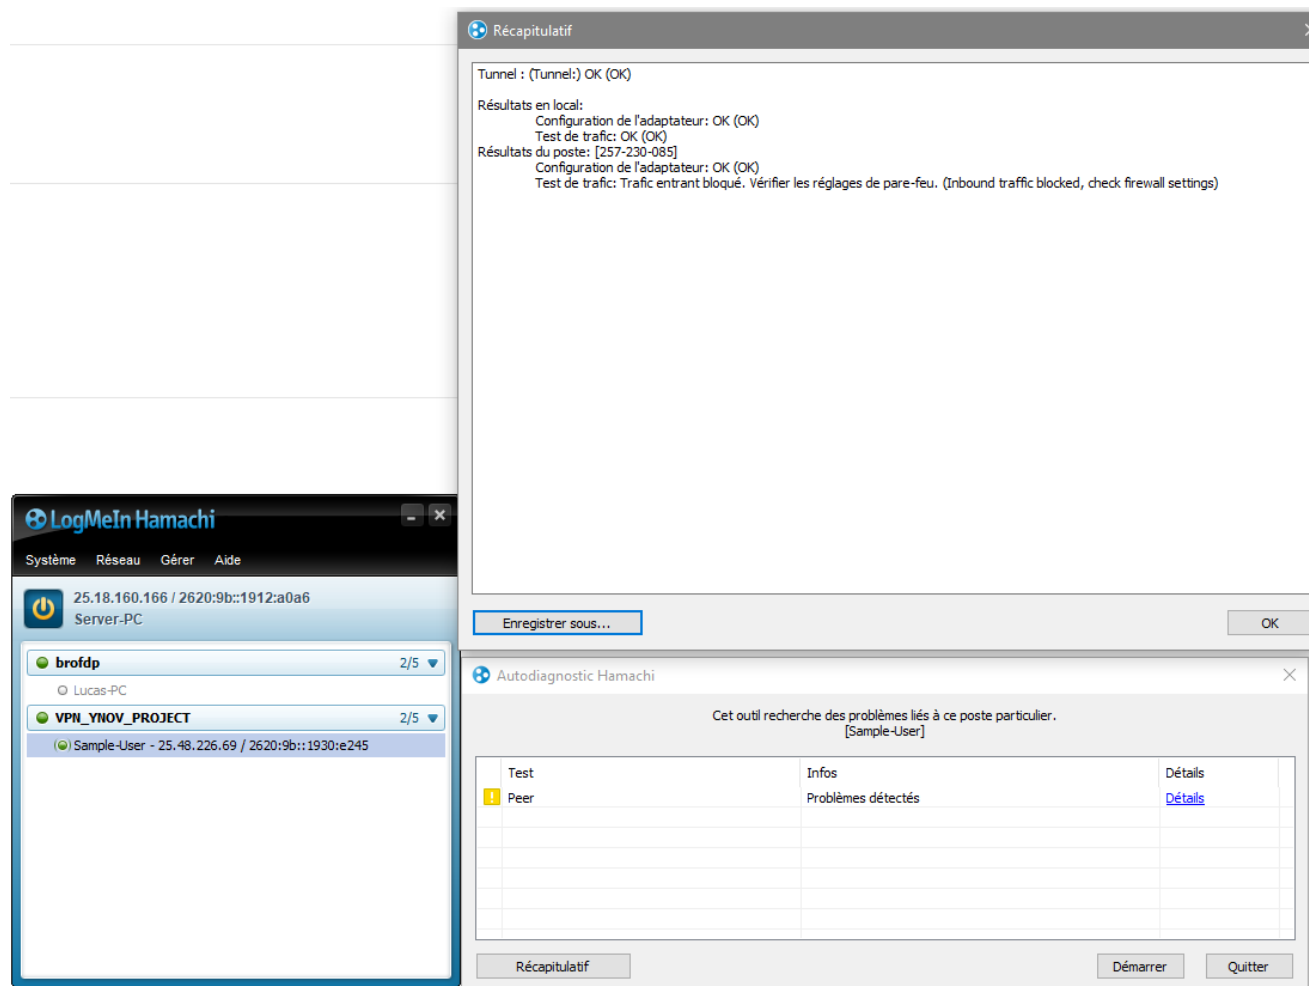 Récapitulatif
Tunnel : (Tunnel:) OK (OK)
Résultats en local:
Configuration de l'adaptateur: OK (OK)
Test de trafic: OK (OK)
Résultats du poste: [257-230-085]
Configuration de l'adaptateur: OK (OK)
Test de trafic: Trafic entrant bloqué. Vérifier les réglages de pare-feu. (Inbound traffic blocked, check firewall settings)
Enregistrer sous...
OK
LogMeIn Hamachi
Système Réseau Gérer Aide
25.18.160.166 / 2620:9b::1912:a0a6
Server-PC
brofdp 2/5
Lucas-PC
VPN_YNOV_PROJECT 2/5
Sample-User - 25.48.226.69 / 2620:9b::1930:e245
Autodiagnostic Hamachi
Cet outil recherche des problèmes liés à ce poste particulier.
[Sample-User]
Test Infos Détails
Peer Problèmes détectés Détails
Récapitulatif
Démarrer
Quitter